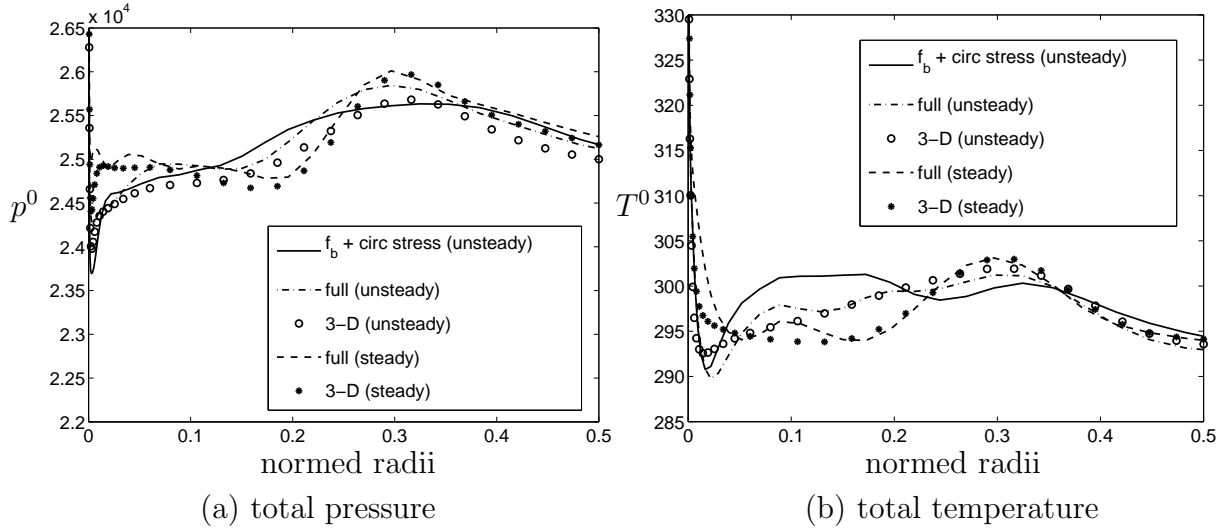 x 10⁴
2.65
2.6
2.55
2.5
2.45
2.4
2.35
2.3
2.25
2.2
p⁰
f_b + circ stress (unsteady)
full (unsteady)
3−D (unsteady)
full (steady)
3−D (steady)
0 0.1 0.2 0.3 0.4 0.5
normed radii
(a) total pressure
330
325
320
315
310
305
300
295
290
285
T⁰
f_b + circ stress (unsteady)
full (unsteady)
3−D (unsteady)
full (steady)
3−D (steady)
0 0.1 0.2 0.3 0.4 0.5
normed radii
(b) total temperature